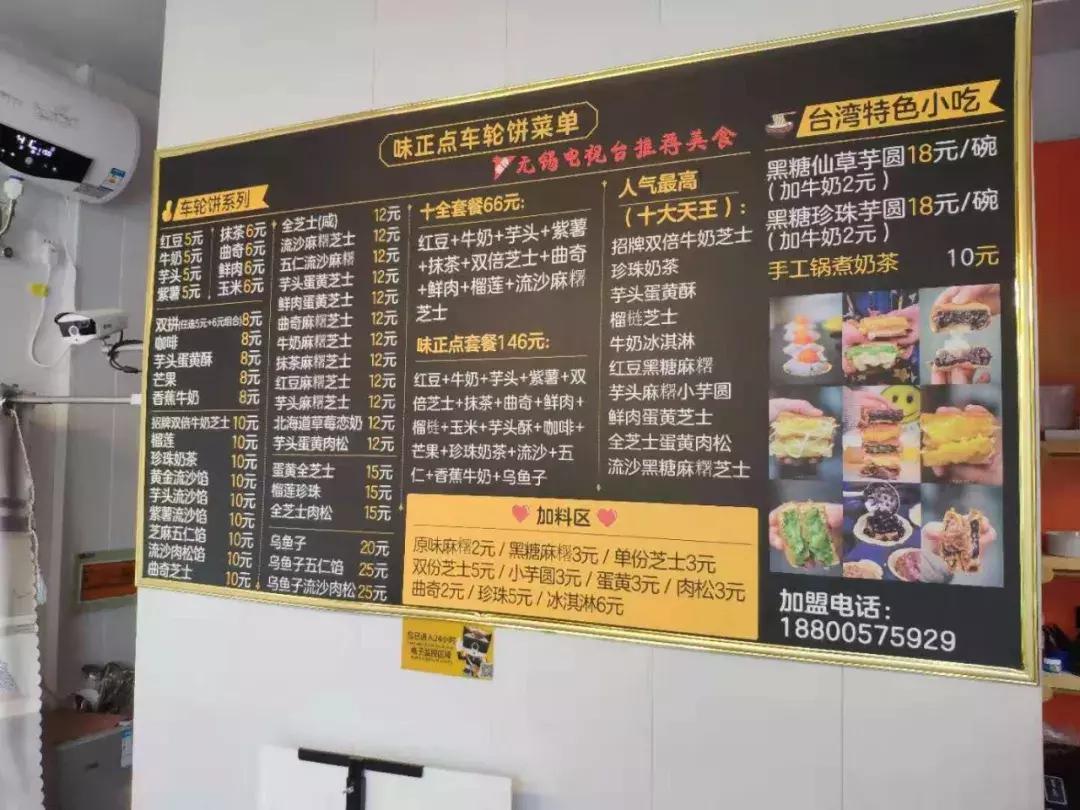 味正点车轮饼菜单
无锡电视台推荐美食
车轮饼系列
红豆5元
牛奶5元
芋头5元
紫薯5元
抹茶6元
曲奇6元
鲜肉6元
玉米6元
双拼(任选5元+6元组合)8元
咖啡 8元
芋头蛋黄酥 8元
芒果 8元
香蕉牛奶 8元
招牌双倍牛奶芝士 10元
榴莲 10元
珍珠奶茶 10元
黄金流沙馅 10元
芋头流沙馅 10元
紫薯流沙馅 10元
芝麻五仁馅 10元
流沙肉松馅 10元
曲奇芝士 10元
全芝士(咸) 12元
流沙麻糬芝士 12元
五仁流沙麻糬 12元
芋头蛋黄芝士 12元
鲜肉蛋黄芝士 12元
曲奇麻糬芝士 12元
牛奶麻糬芝士 12元
抹茶麻糬芝士 12元
红豆麻糬芝士 12元
芋头麻糬芝士 12元
北海道草莓恋奶 12元
芋头蛋黄肉松 12元
蛋黄全芝士 15元
榴莲珍珠 15元
全芝士肉松 15元
乌鱼子 20元
乌鱼子五仁馅 25元
乌鱼子流沙肉松 25元
十全套餐66元:
红豆+牛奶+芋头+紫薯
+抹茶+双倍芝士+曲奇
+鲜肉+榴莲+流沙麻糬
芝士
味正点套餐146元:
红豆+牛奶+芋头+紫薯+双
倍芝士+抹茶+曲奇+鲜肉+
榴梿+玉米+芋头酥+咖啡+
芒果+珍珠奶茶+流沙+五
仁+香蕉牛奶+乌鱼子
人气最高
(十大天王):
招牌双倍牛奶芝士
珍珠奶茶
芋头蛋黄酥
榴梿芝士
牛奶冰淇淋
红豆黑糖麻糬
芋头麻糬小芋圆
鲜肉蛋黄芝士
全芝士蛋黄肉松
流沙黑糖麻糬芝士
加料区
原味麻糬2元 / 黑糖麻糬3元 / 单份芝士3元
双份芝士5元 / 小芋圆3元 / 蛋黄3元 / 肉松3元
曲奇2元 / 珍珠5元 / 冰淇淋6元
台湾特色小吃
黑糖仙草芋圆18元/碗
(加牛奶2元)
黑糖珍珠芋圆18元/碗
(加牛奶2元)
手工锅煮奶茶 10元
加盟电话:
18800575929
您已进入24小时
电子监控区域